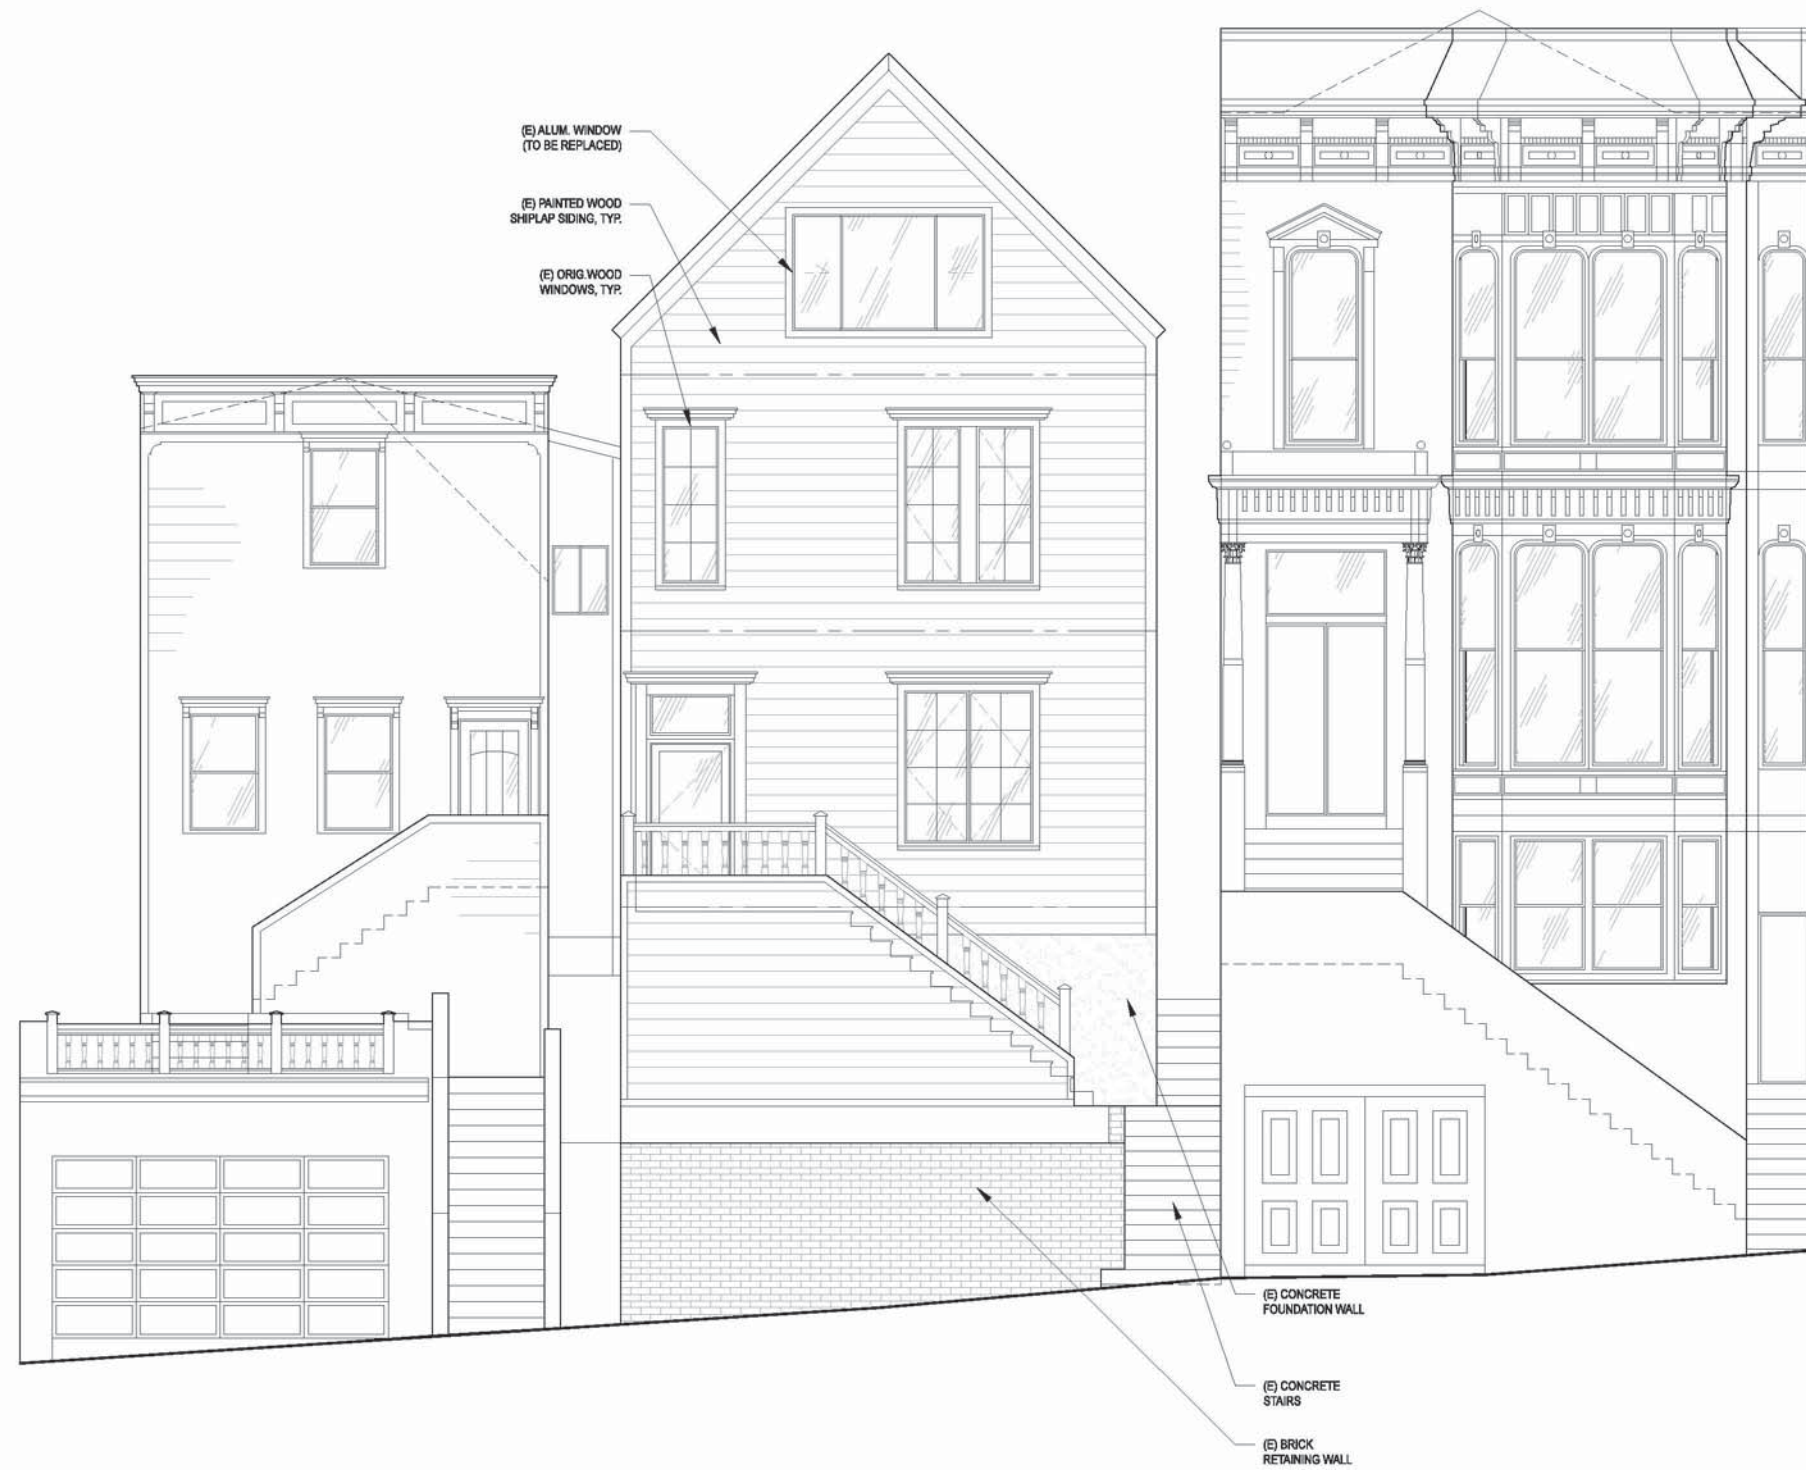 (E) ALUM. WINDOW
(TO BE REPLACED)
(E) PAINTED WOOD
SHIPLAP SIDING, TYP.
(E) ORIG.WOOD
WINDOWS, TYP.
(E) CONCRETE
FOUNDATION WALL
(E) CONCRETE
STAIRS
(E) BRICK
RETAINING WALL